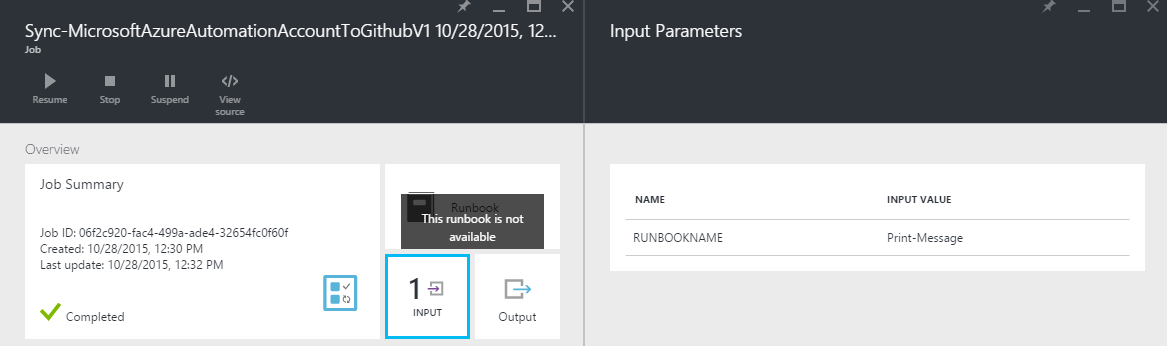 Sync-MicrosoftAzureAutomationAccountToGithubV1 10/28/2015, 12...
Job
Resume
Stop
Suspend
View
source
Overview
Job Summary
Job ID: 06f2c920-fac4-499a-ade4-32654fc0f60f
Created: 10/28/2015, 12:30 PM
Last update: 10/28/2015, 12:32 PM
Completed
Runbook
This runbook is not
available
1
INPUT
Output
Input Parameters
NAME INPUT VALUE
RUNBOOKNAME Print-Message